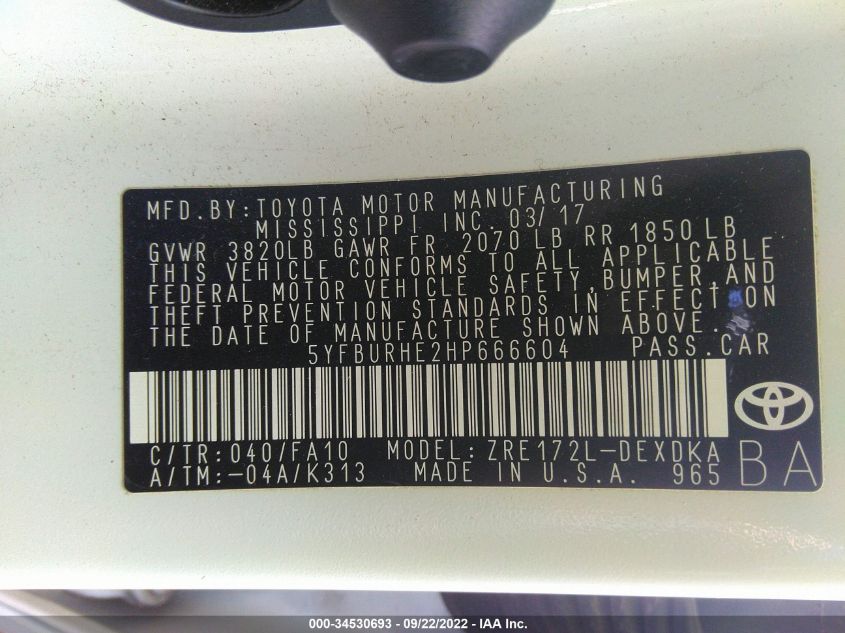 MFD.BY:TOYOTA MOTOR MANUFACTURING
MISSISSIPPI INC. 03/17
GVWR 3820LB GAWR FR 2070 LB RR 1850 LB
THIS VEHICLE CONFORMS TO ALL APPLICABLE
FEDERAL MOTOR VEHICLE SAFETY,BUMPER,AND
THEFT PREVENTION STANDARDS IN EFFECT ON
THE DATE OF MANUFACTURE SHOWN ABOVE.
5YFBURHE2HP666604 PASS.CAR
C/TR:040/FA10 MODEL:ZRE172L-DEXDKA
A/TM:-04A/K313 MADE IN U.S.A. 965
BA
000-34530693 - 09/22/2022 - IAA Inc.